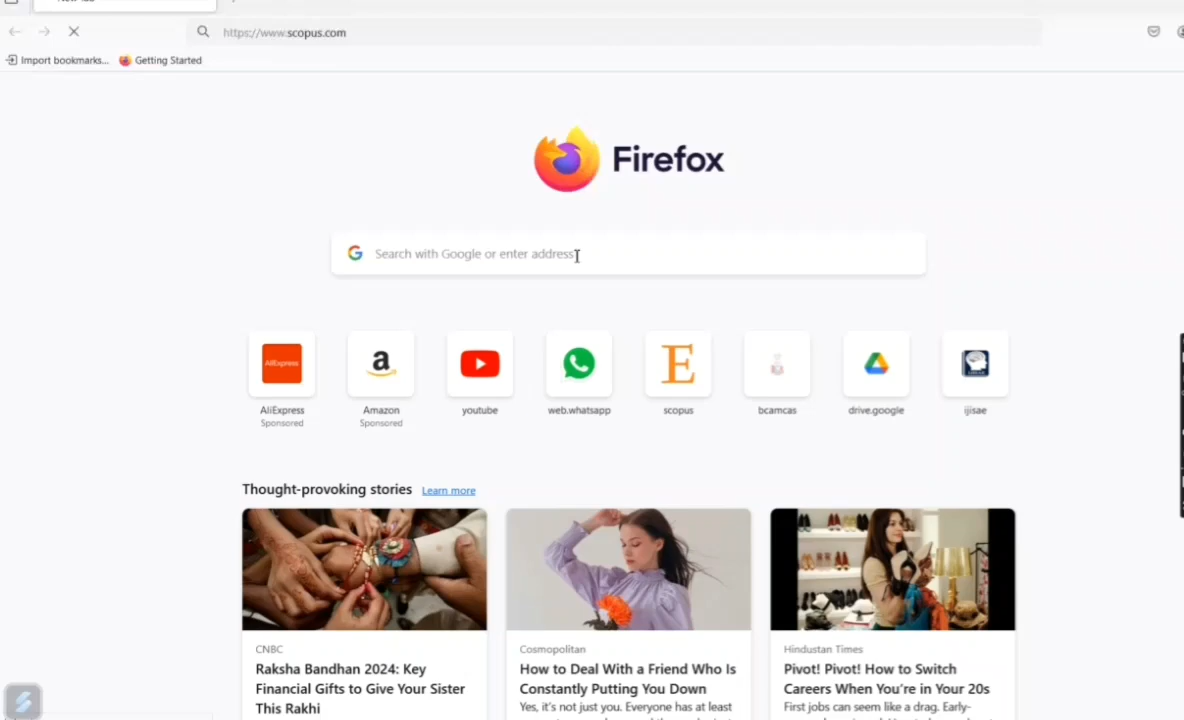 https://www.scopus.com
Import bookmarks...
Getting Started
Firefox
Search with Google or enter address
AliExpress
a
E
AliExpress
Sponsored
Amazon
Sponsored
youtube
web.whatsapp
scopus
bcamcas
drive.google
ijisae
Thought-provoking stories
Learn more
CNBC
Raksha Bandhan 2024: Key
Financial Gifts to Give Your Sister
This Rakhi
Cosmopolitan
How to Deal With a Friend Who Is
Constantly Putting You Down
Yes, it's not just you. Everyone has at least
Hindustan Times
Pivot! Pivot! How to Switch
Careers When You're in Your 20s
First jobs can seem like a drag. Early-